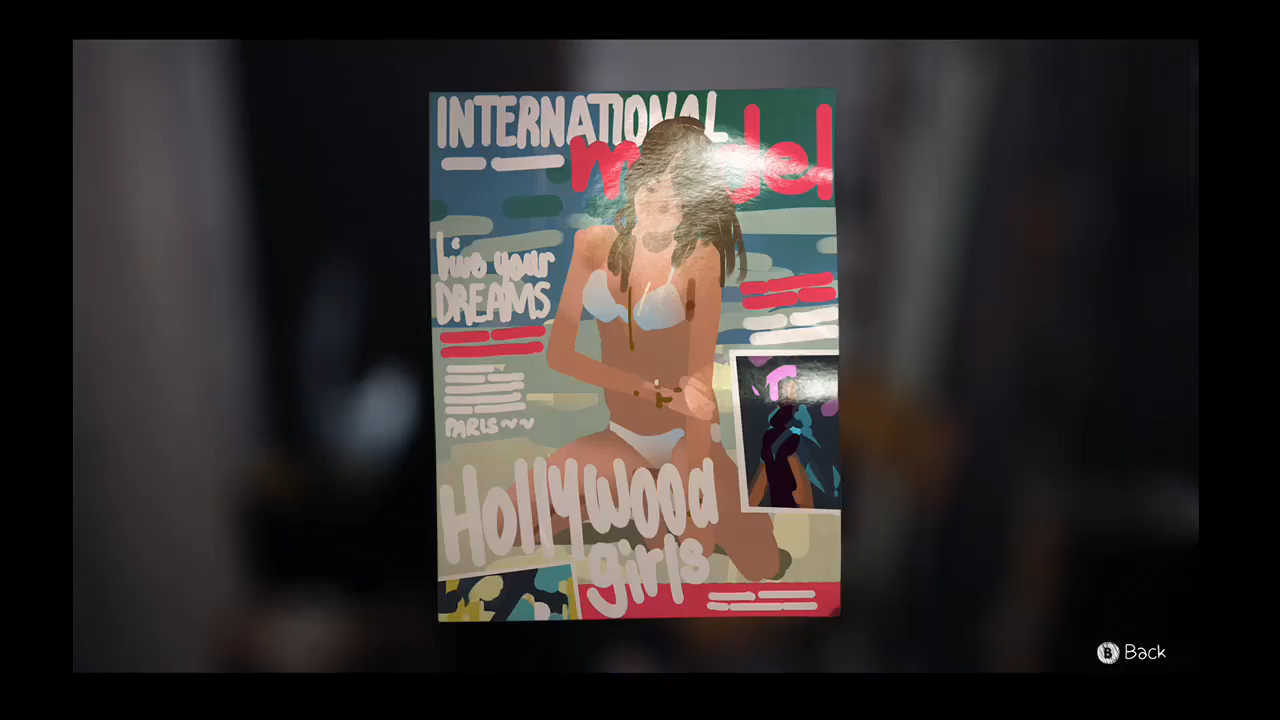 INTERNATIONAL
model
live your
DREAMS
PARIS~~
Hollywood
girls
B Back